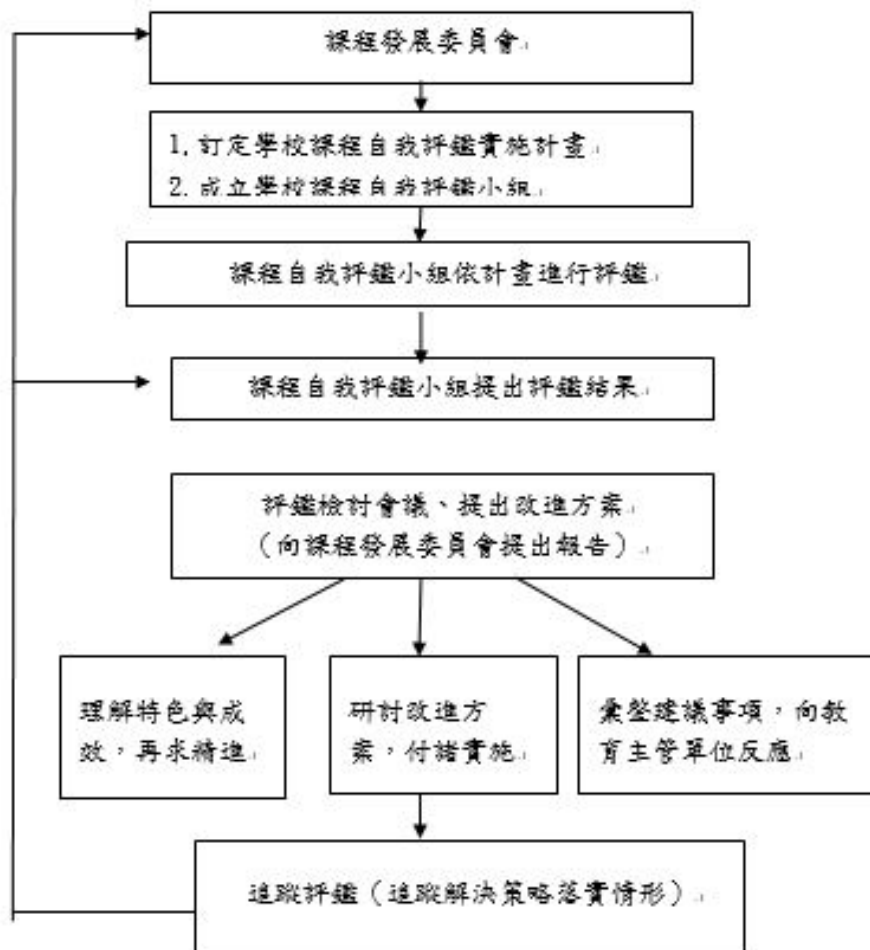 課程發展委員會
1. 訂定學校課程自我評鑑實施計畫
2. 成立學校課程自我評鑑小組
課程自我評鑑小組依計畫進行評鑑
課程自我評鑑小組提出評鑑結果
評鑑檢討會議、提出改進方案
（向課程發展委員會提出報告）
理解特色與成
效，再求精進
研討改進方
案，付諸實施
彙整建議事項，向教
育主管單位反應
追蹤評鑑（追蹤解決策略落實情形）